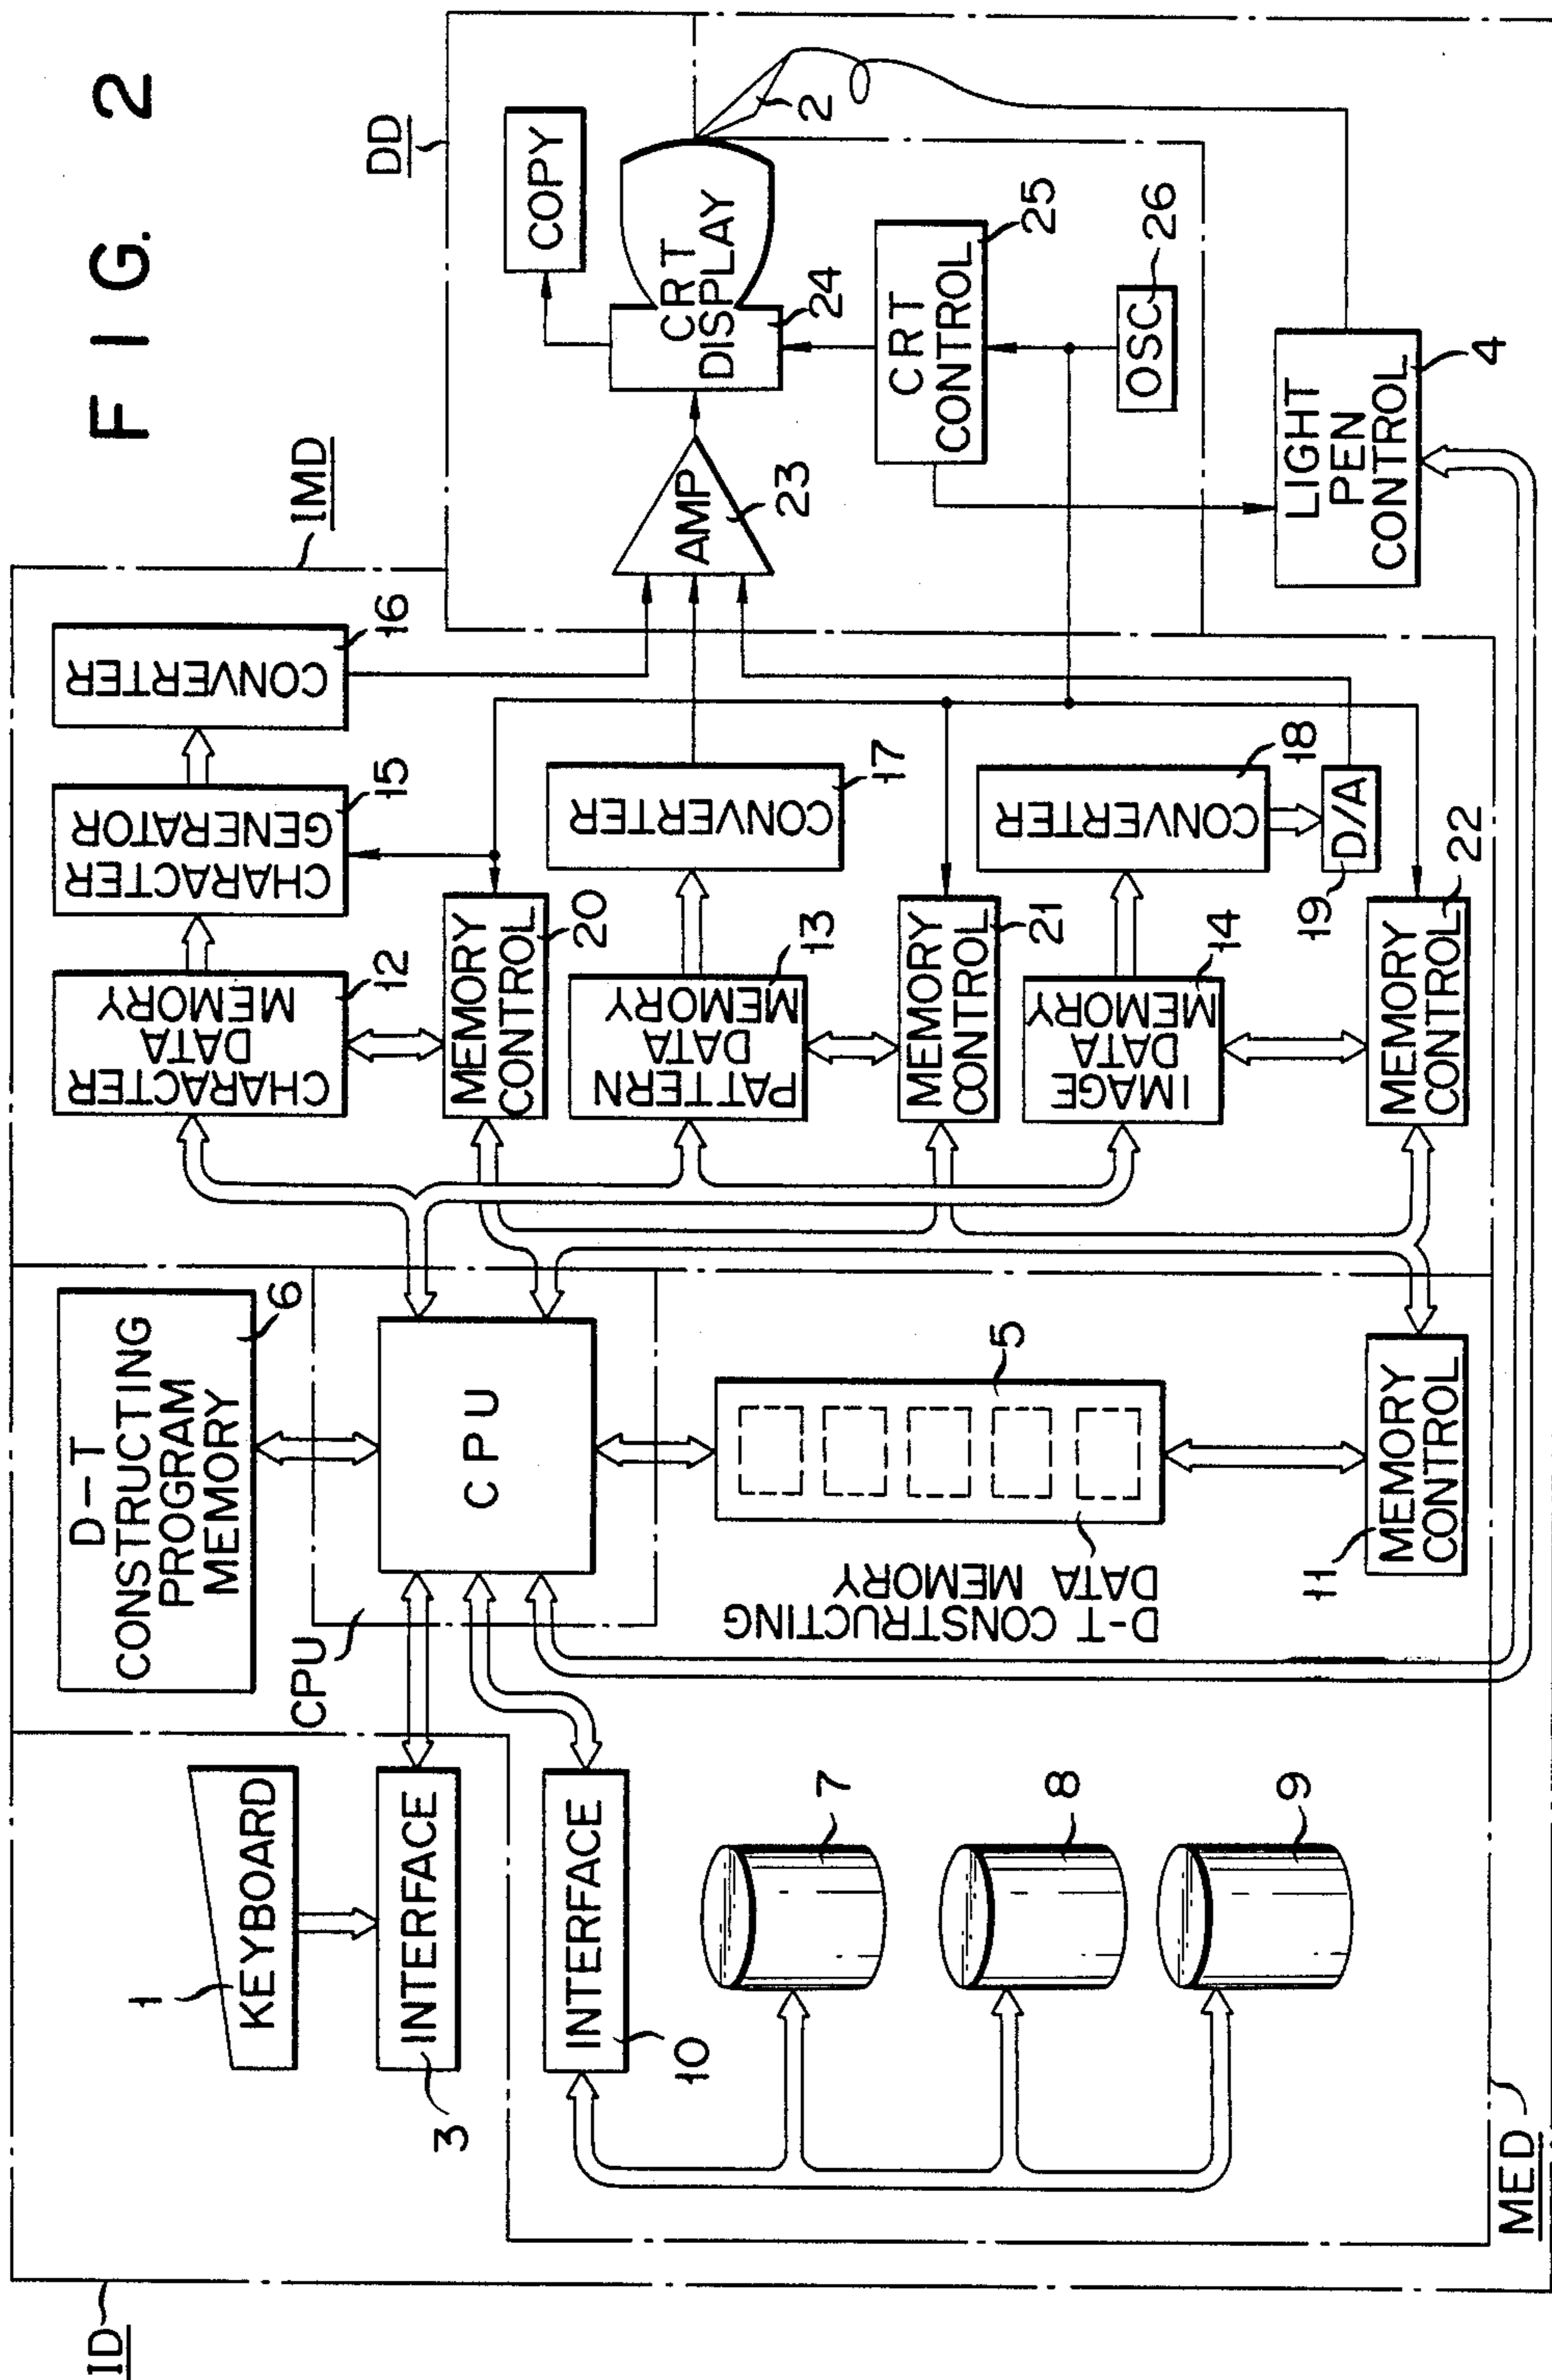 FIG. 2
ID
1
KEYBOARD
INTERFACE
3
INTERFACE
10
7
8
9
MED
D-T
CONSTRUCTING
PROGRAM
MEMORY
6
CPU
CPU
5
D-T CONSTRUCTING
DATA MEMORY
MEMORY
CONTROL
11
IMD
CHARACTER
DATA
MEMORY
12
CHARACTER
GENERATOR
15
CONVERTER
16
MEMORY
CONTROL
20
PATTERN
DATA
MEMORY
13
CONVERTER
17
MEMORY
CONTROL
21
IMAGE
DATA
MEMORY
14
CONVERTER
18
D/A
19
MEMORY
CONTROL
22
DD
COPY
AMP
23
CRT
DISPLAY
24
2
CRT
CONTROL
25
OSC
26
LIGHT
PEN
CONTROL
4